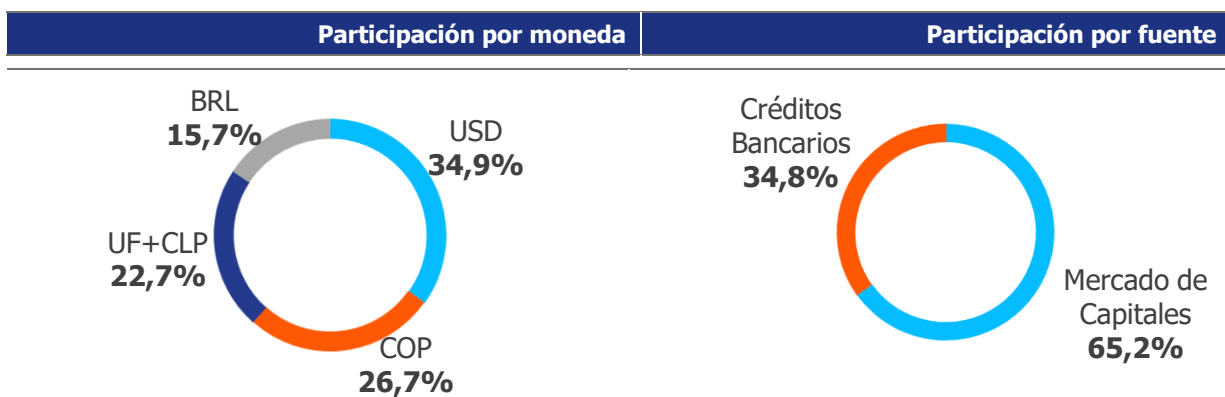 Participación por moneda
Participación por fuente
BRL
15,7%
USD
34,9%
UF+CLP
22,7%
COP
26,7%
Créditos
Bancarios
34,8%
Mercado de
Capitales
65,2%